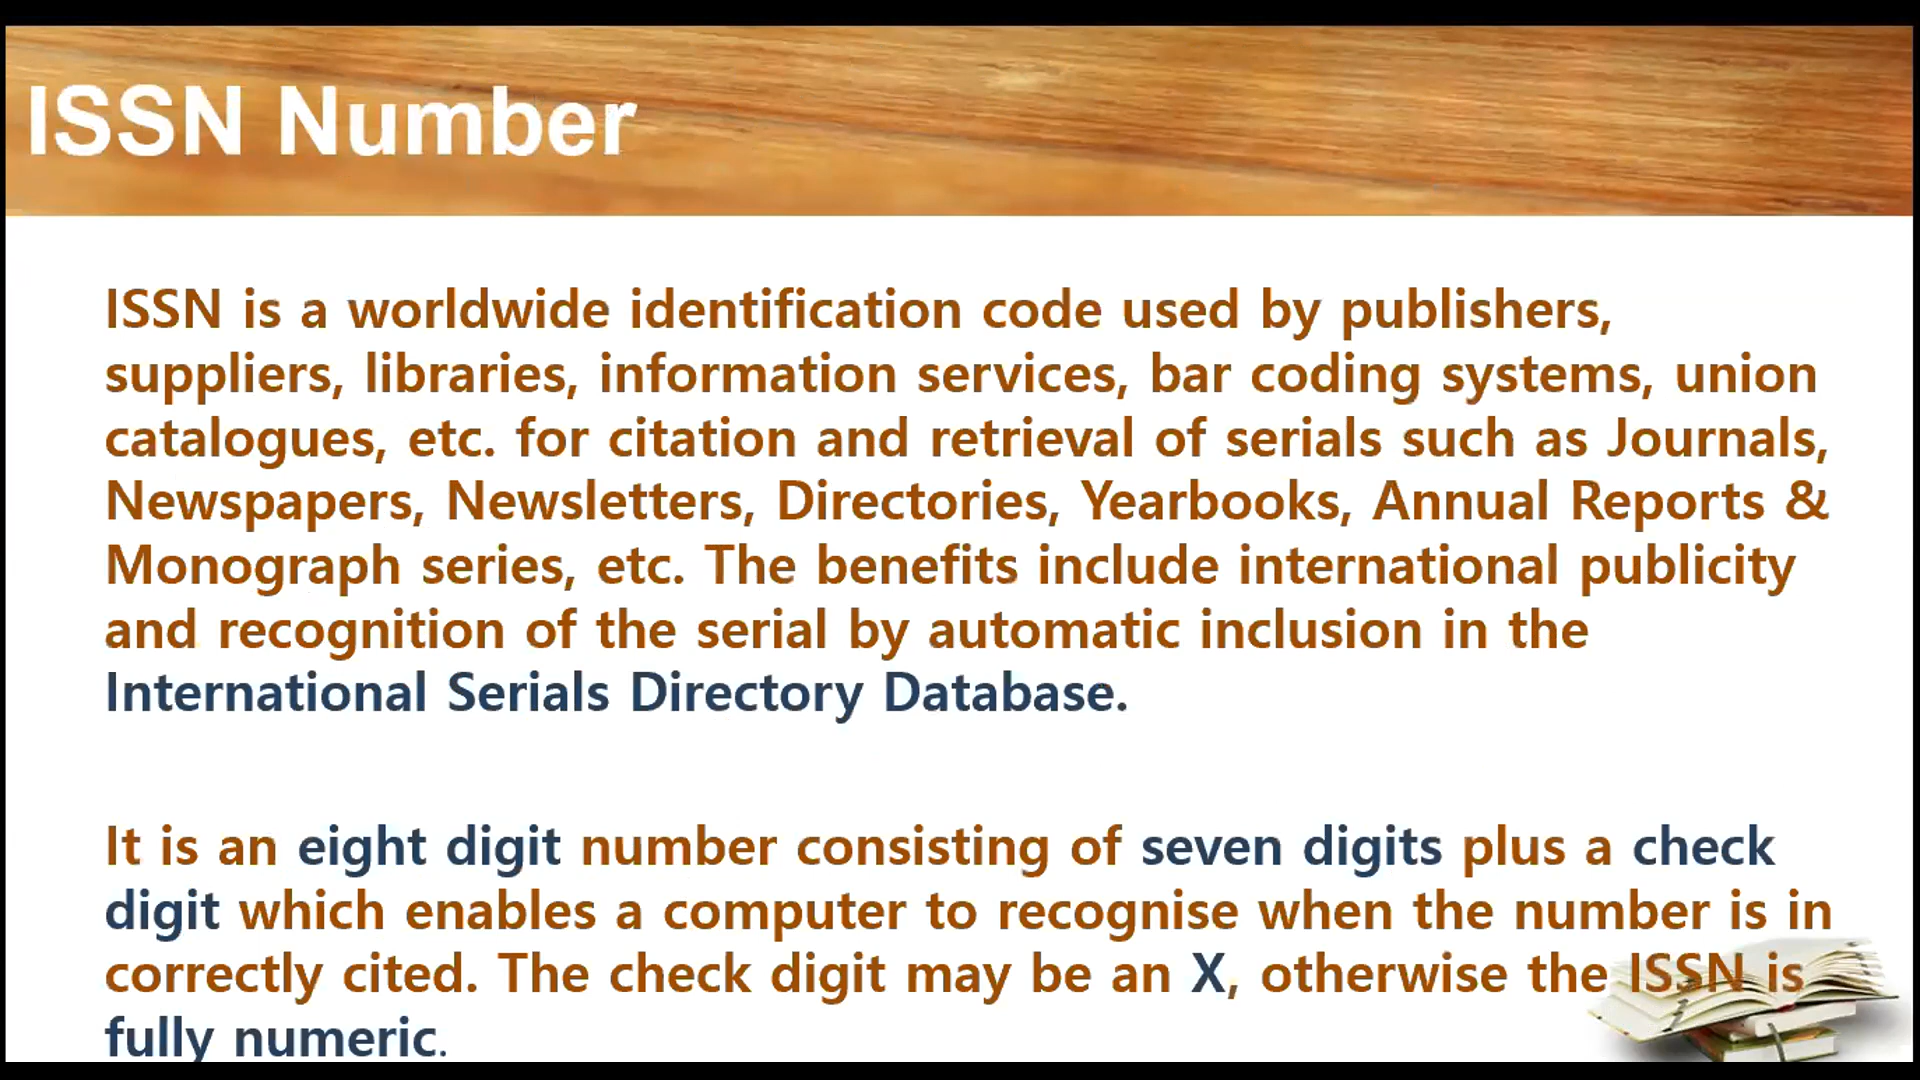 ISSN Number
ISSN is a worldwide identification code used by publishers,
suppliers, libraries, information services, bar coding systems, union
catalogues, etc. for citation and retrieval of serials such as Journals,
Newspapers, Newsletters, Directories, Yearbooks, Annual Reports &
Monograph series, etc. The benefits include international publicity
and recognition of the serial by automatic inclusion in the
International Serials Directory Database.
It is an eight digit number consisting of seven digits plus a check
digit which enables a computer to recognise when the number is in
correctly cited. The check digit may be an X, otherwise the ISSN is
fully numeric.